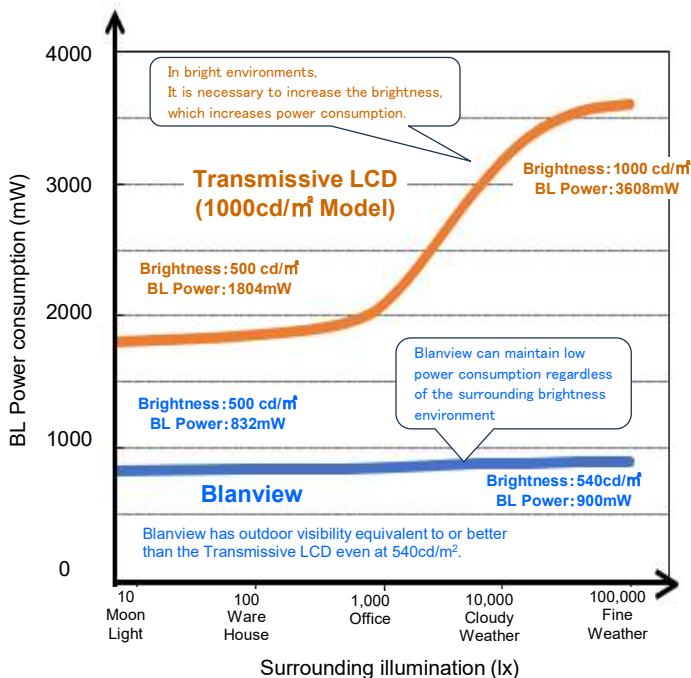 4000
3000
2000
1000
0
BL Power consumption (mW)
In bright environments,
It is necessary to increase the brightness,
which increases power consumption.
Transmissive LCD
(1000cd/㎡ Model)
Brightness:1000 cd/㎡
BL Power:3608mW
Brightness:500 cd/㎡
BL Power:1804mW
Blanview can maintain low
power consumption regardless
of the surrounding brightness
environment
Brightness:500 cd/㎡
BL Power:832mW
Blanview
Brightness:540cd/㎡
BL Power:900mW
Blanview has outdoor visibility equivalent to or better
than the Transmissive LCD even at 540cd/m².
10
Moon
Light
100
Ware
House
1,000
Office
10,000
Cloudy
Weather
100,000
Fine
Weather
Surrounding illumination (lx)